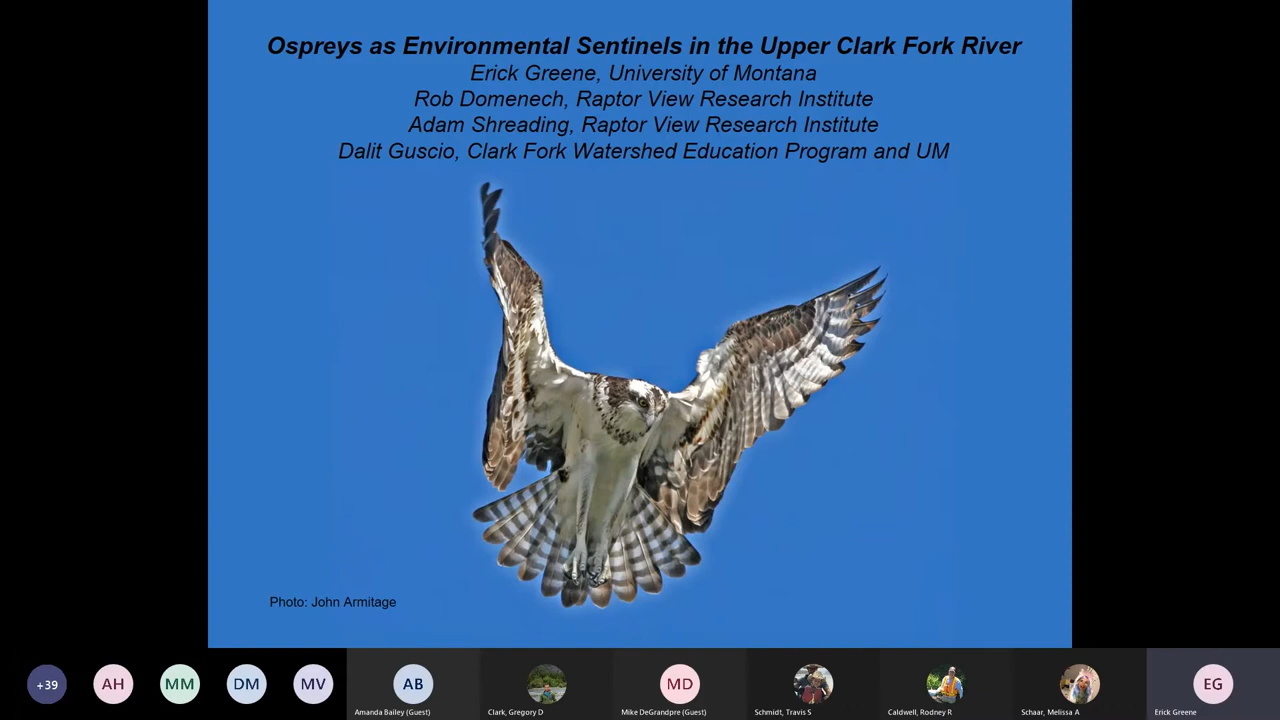 Ospreys as Environmental Sentinels in the Upper Clark Fork River
Erick Greene, University of Montana
Rob Domenech, Raptor View Research Institute
Adam Shreading, Raptor View Research Institute
Dalit Guscio, Clark Fork Watershed Education Program and UM
Photo: John Armitage
+39
AH
MM
DM
MV
AB
MD
EG
Amanda Bailey (Guest)
Clark, Gregory D
Mike DeGrandpre (Guest)
Schmidt, Travis S
Caldwell, Rodney R
Schaar, Melissa A
Erick Greene